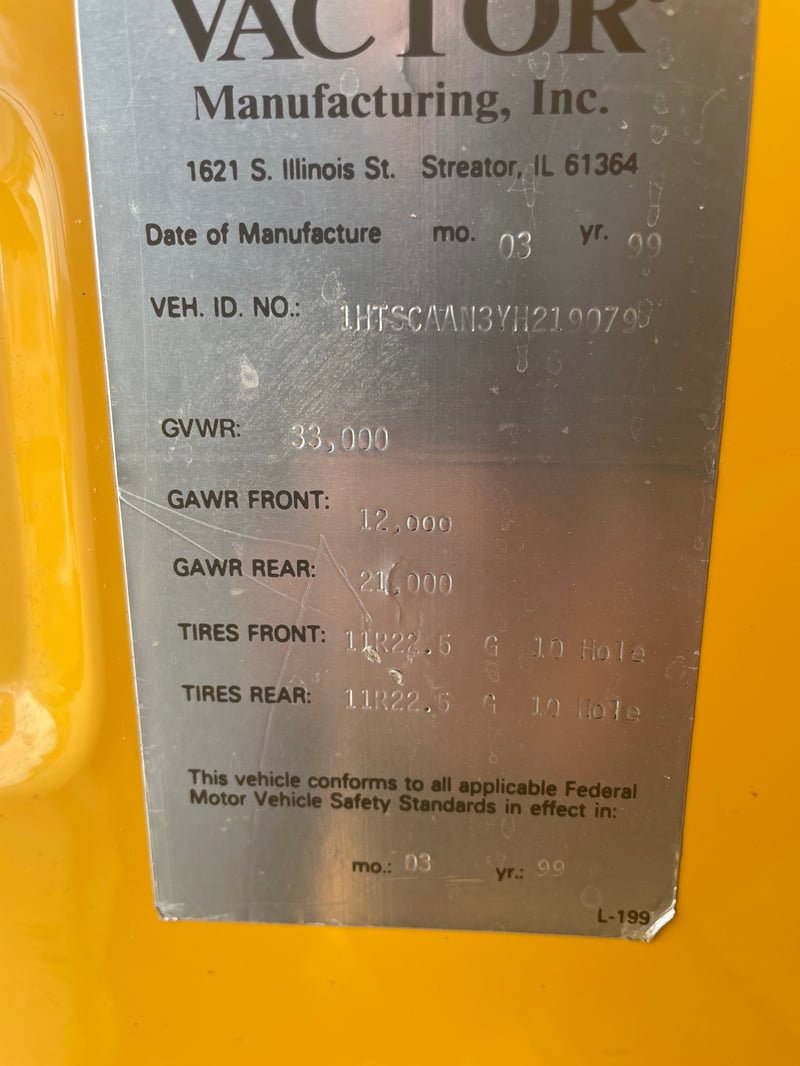 VACTOR®
Manufacturing, Inc.
1621 S. Illinois St. Streator, IL 61364
Date of Manufacture mo. 03 yr. 99
VEH. ID. NO.: 1HTSCAAN3YH219079
GVWR: 33,000
GAWR FRONT: 12,000
GAWR REAR: 21,000
TIRES FRONT: 11R22.5 G 10 Hole
TIRES REAR: 11R22.5 G 10 Hole
This vehicle conforms to all applicable Federal
Motor Vehicle Safety Standards in effect in:
mo.: 03 yr.: 99
L-199